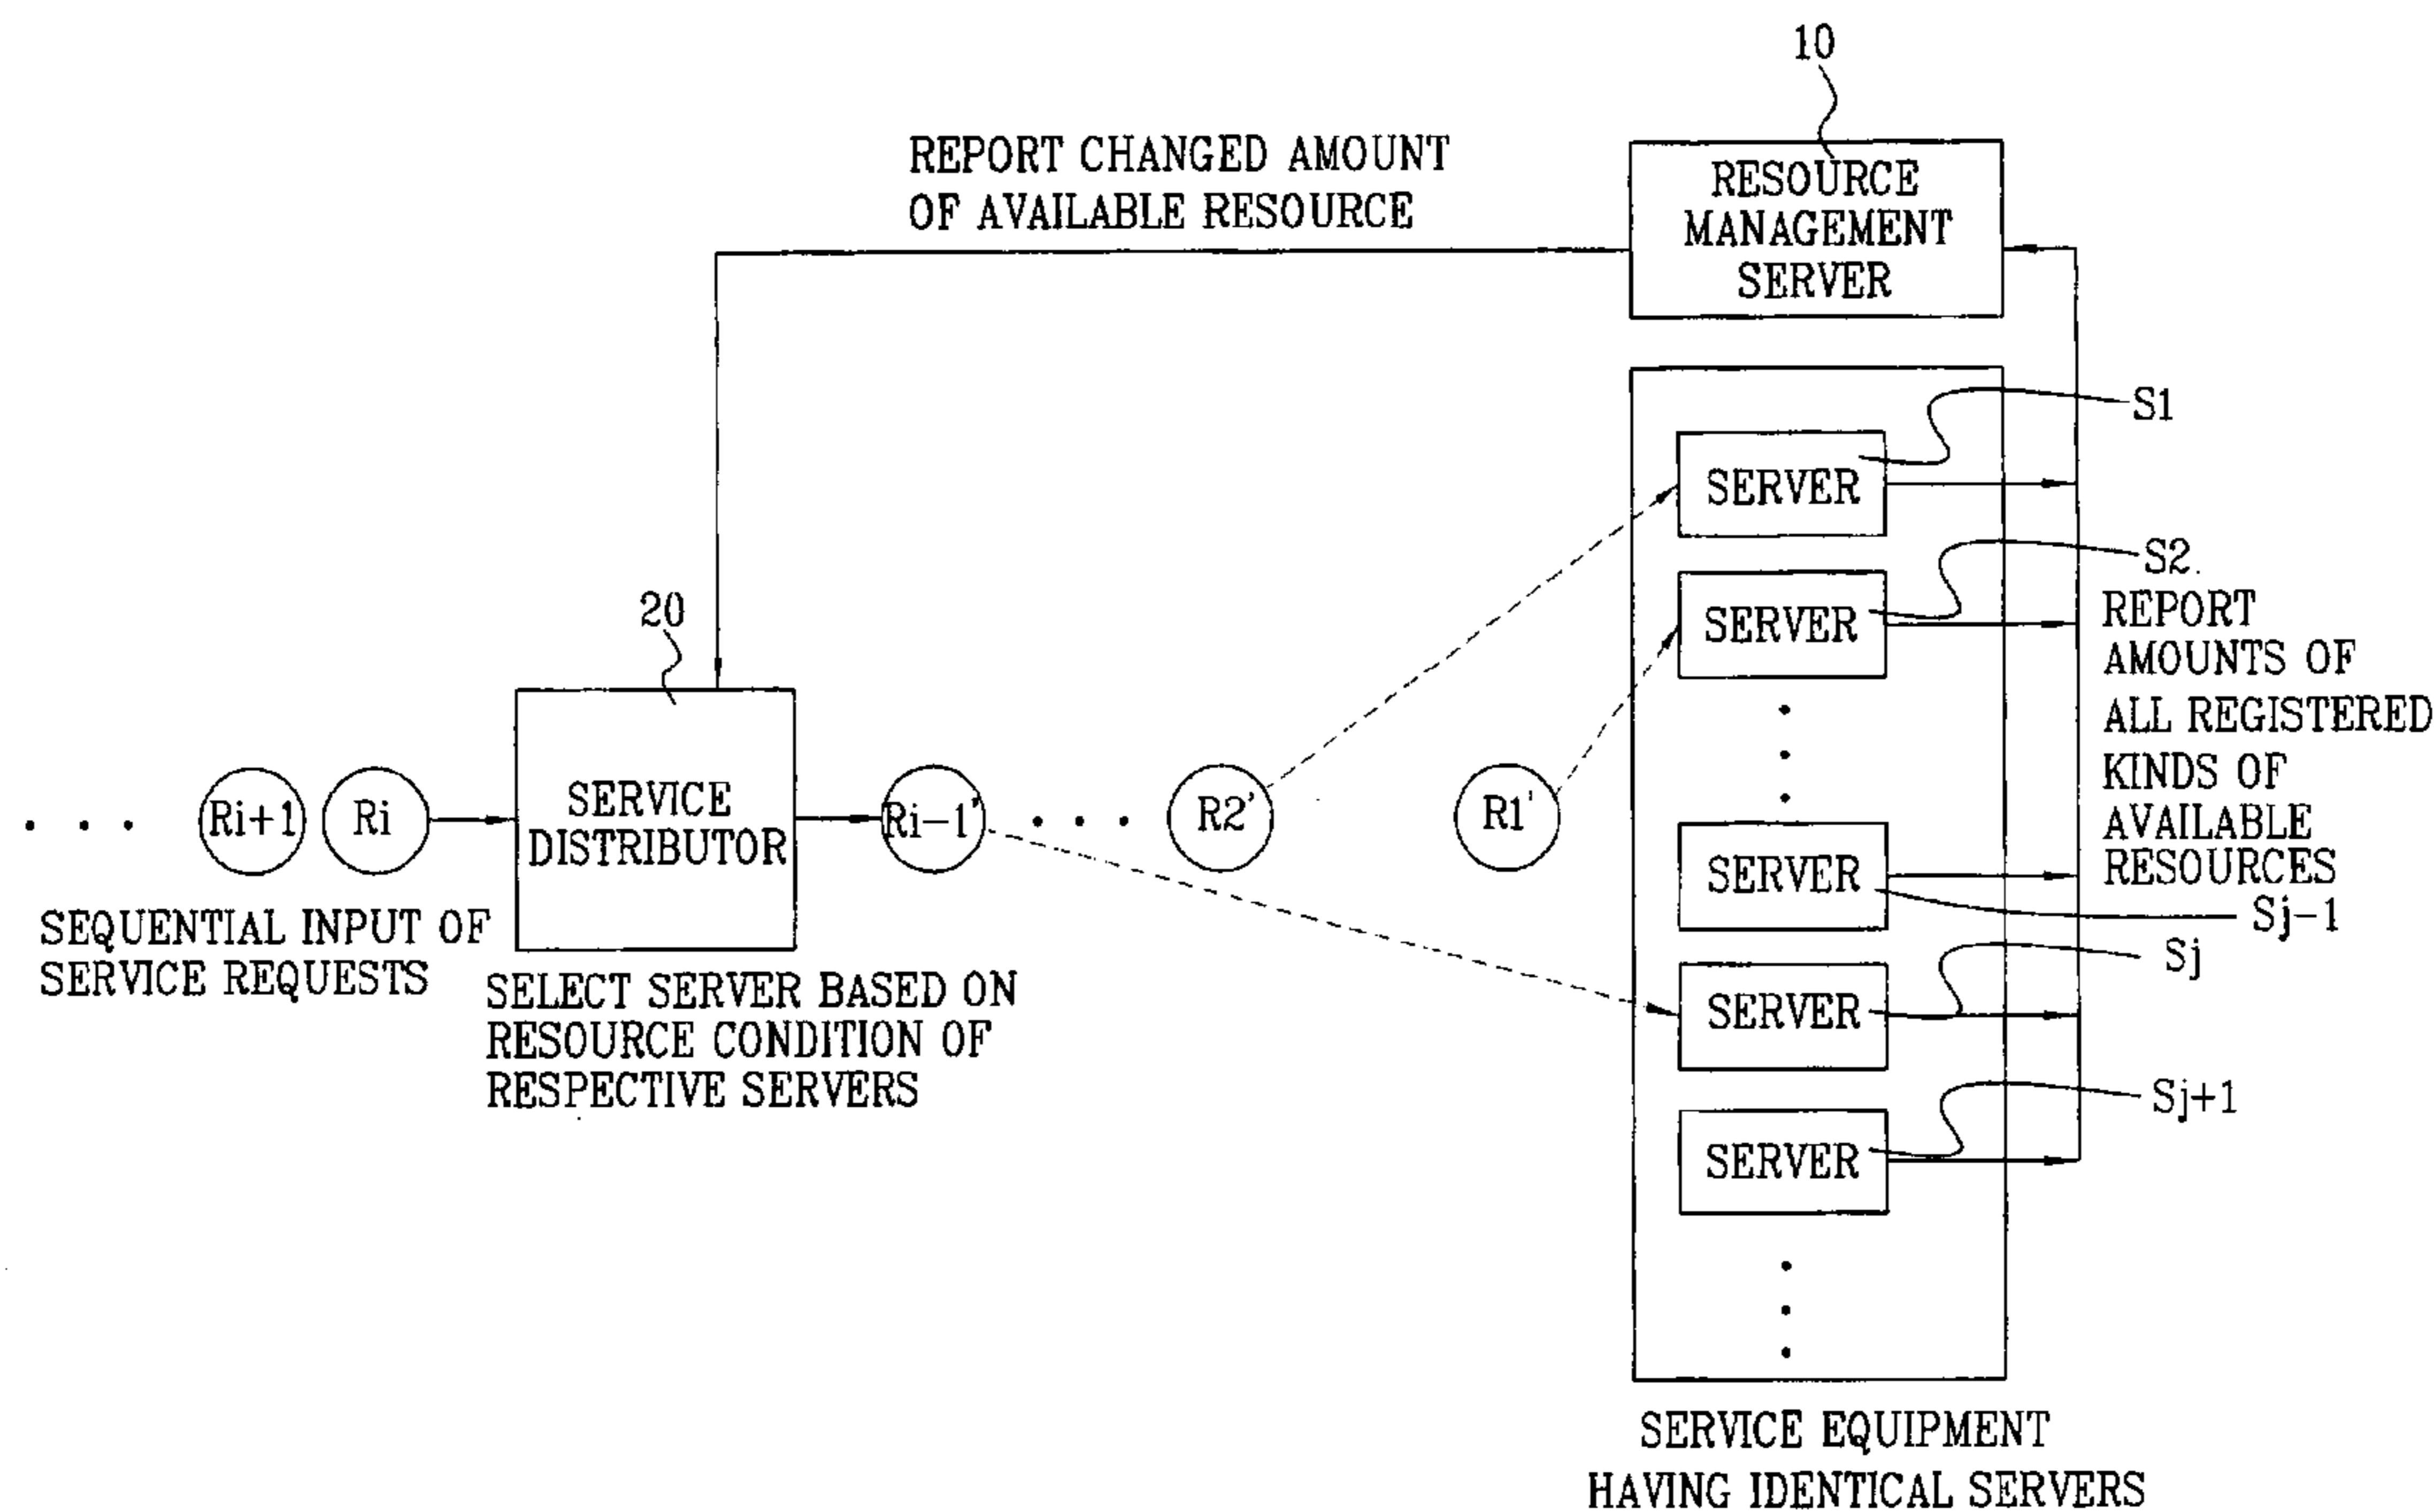 10
REPORT CHANGED AMOUNT
OF AVAILABLE RESOURCE
RESOURCE
MANAGEMENT
SERVER
S1
SERVER
S2
SERVER
REPORT
AMOUNTS OF
ALL REGISTERED
KINDS OF
AVAILABLE
RESOURCES
20
Ri+1
Ri
SERVICE
DISTRIBUTOR
Ri-1'
R2'
R1'
SERVER
Sj-1
SEQUENTIAL INPUT OF
SERVICE REQUESTS
SELECT SERVER BASED ON
RESOURCE CONDITION OF
RESPECTIVE SERVERS
Sj
SERVER
Sj+1
SERVER
SERVICE EQUIPMENT
HAVING IDENTICAL SERVERS